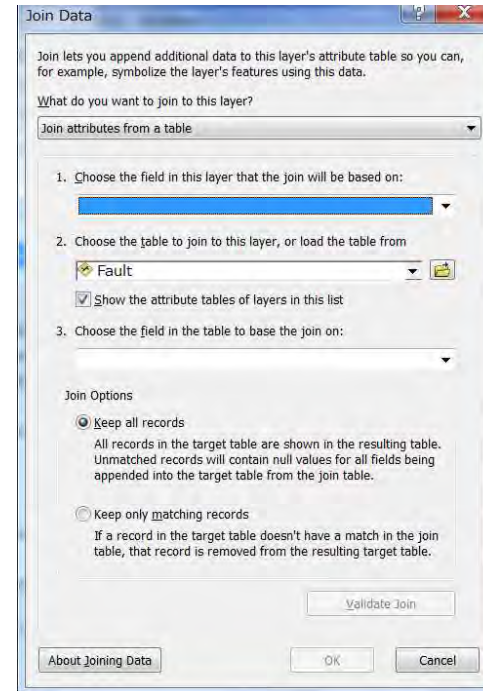 Join Data
Join lets you append additional data to this layer's attribute table so you can,
for example, symbolize the layer's features using this data.
What do you want to join to this layer?
Join attributes from a table
1. Choose the field in this layer that the join will be based on:
2. Choose the table to join to this layer, or load the table from
Fault
Show the attribute tables of layers in this list
3. Choose the field in the table to base the join on:
Join Options
Keep all records
All records in the target table are shown in the resulting table.
Unmatched records will contain null values for all fields being
appended into the target table from the join table.
Keep only matching records
If a record in the target table doesn't have a match in the join
table, that record is removed from the resulting target table.
Validate Join
About Joining Data
OK
Cancel